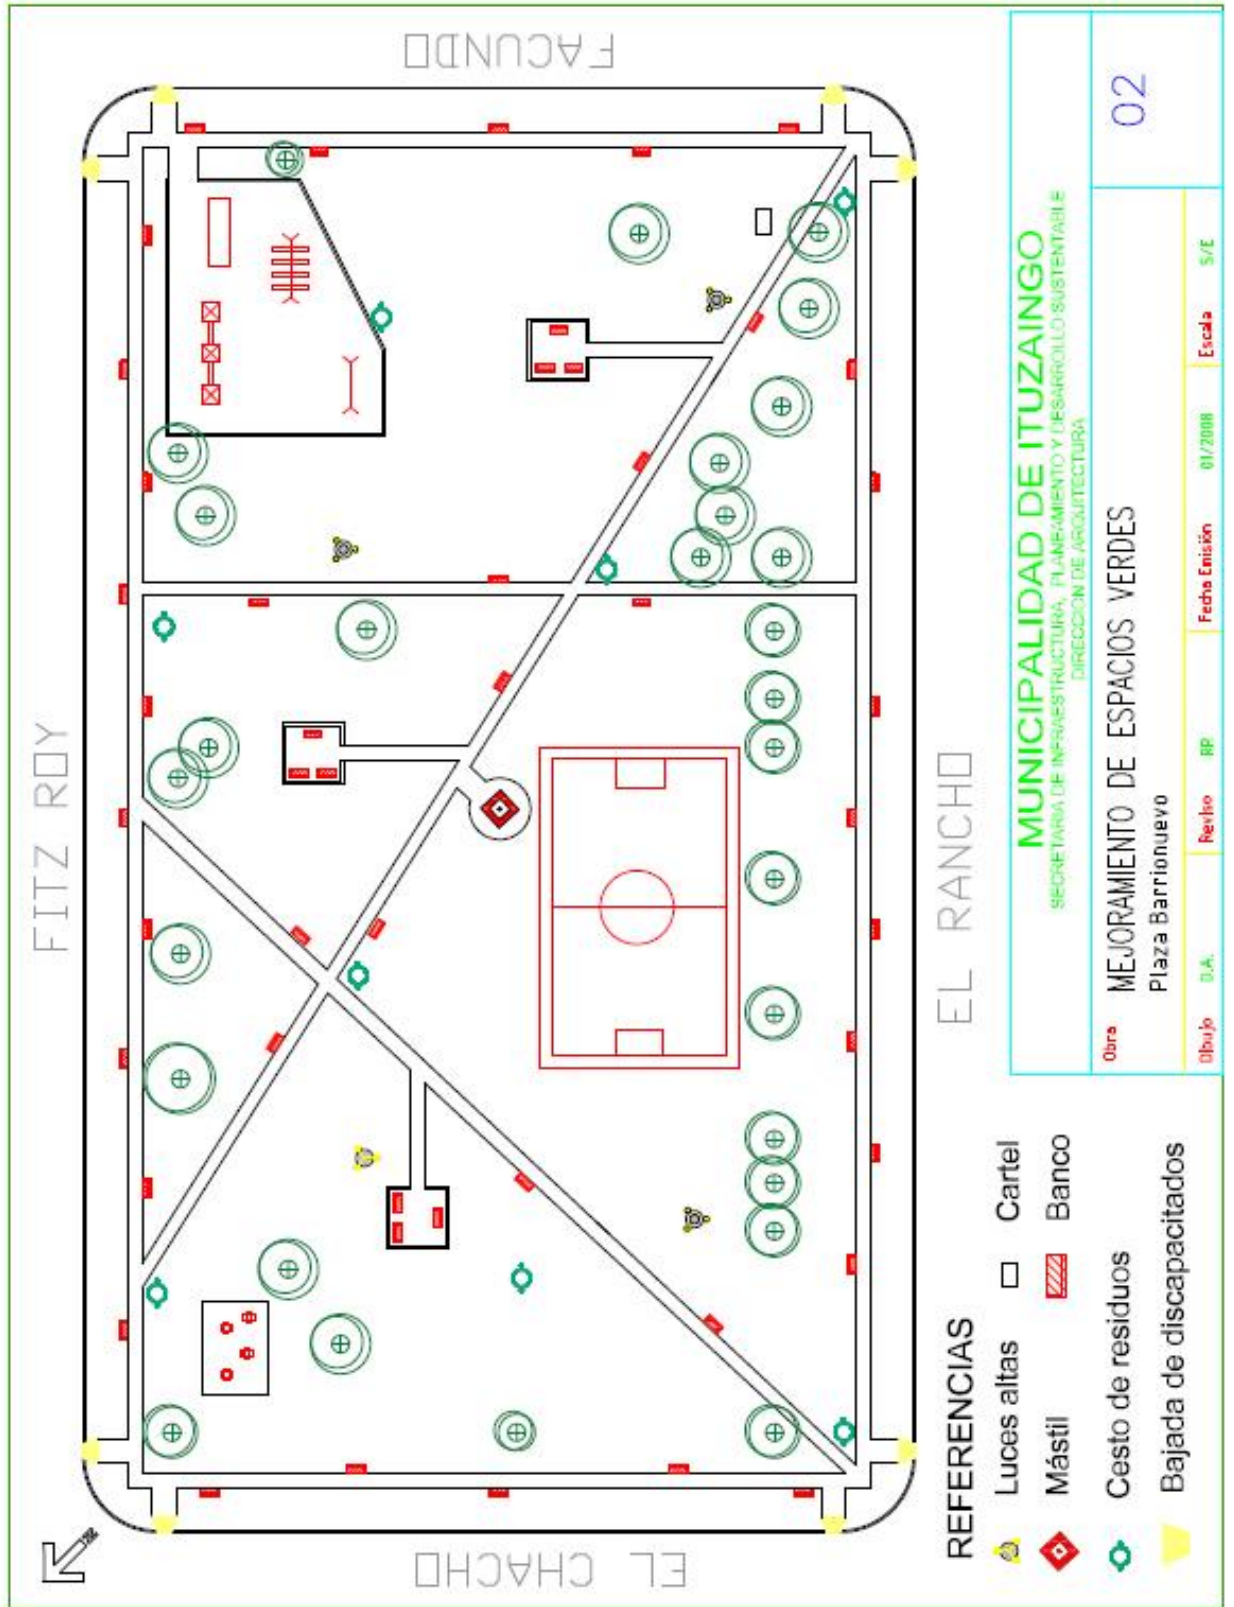 FITZ ROY
FACUNDO
EL CHACHO
EL RANCHO
REFERENCIAS
Luces altas
Cartel
Mástil
Banco
Cesto de residuos
Bajada de discapacitados
MUNICIPALIDAD DE ITUZAINGO
SECRETARIA DE INFRAESTRUCTURA, PLANEAMIENTO Y DESARROLLO SUSTENTABLE
DIRECCION DE ARQUITECTURA
Obra
MEJORAMIENTO DE ESPACIOS VERDES
Plaza Barrionuevo
02
Dibujo D.A. Reviso RP Fecha Emisión 01/2008 Escala S/E